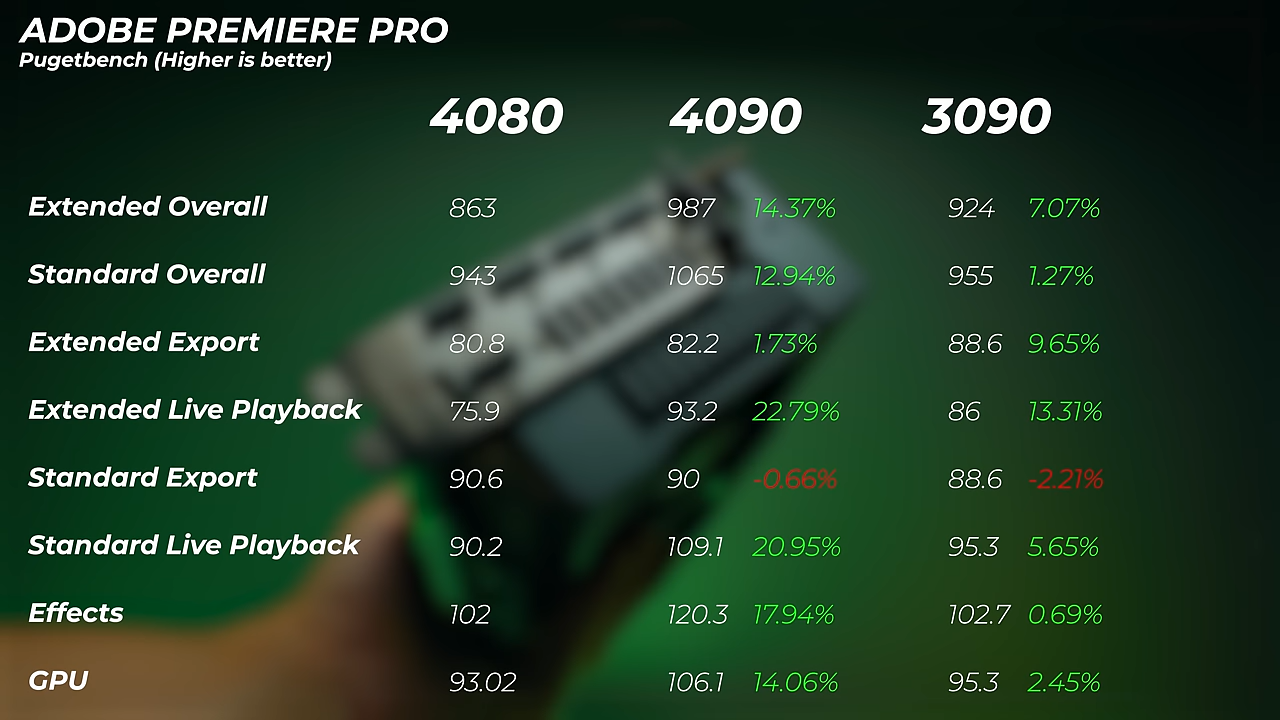 ADOBE PREMIERE PRO
Pugetbench (Higher is better)
4080 4090 3090
Extended Overall 863 987 14.37% 924 7.07%
Standard Overall 943 1065 12.94% 955 1.27%
Extended Export 80.8 82.2 1.73% 88.6 9.65%
Extended Live Playback 75.9 93.2 22.79% 86 13.31%
Standard Export 90.6 90 -0.66% 88.6 -2.21%
Standard Live Playback 90.2 109.1 20.95% 95.3 5.65%
Effects 102 120.3 17.94% 102.7 0.69%
GPU 93.02 106.1 14.06% 95.3 2.45%